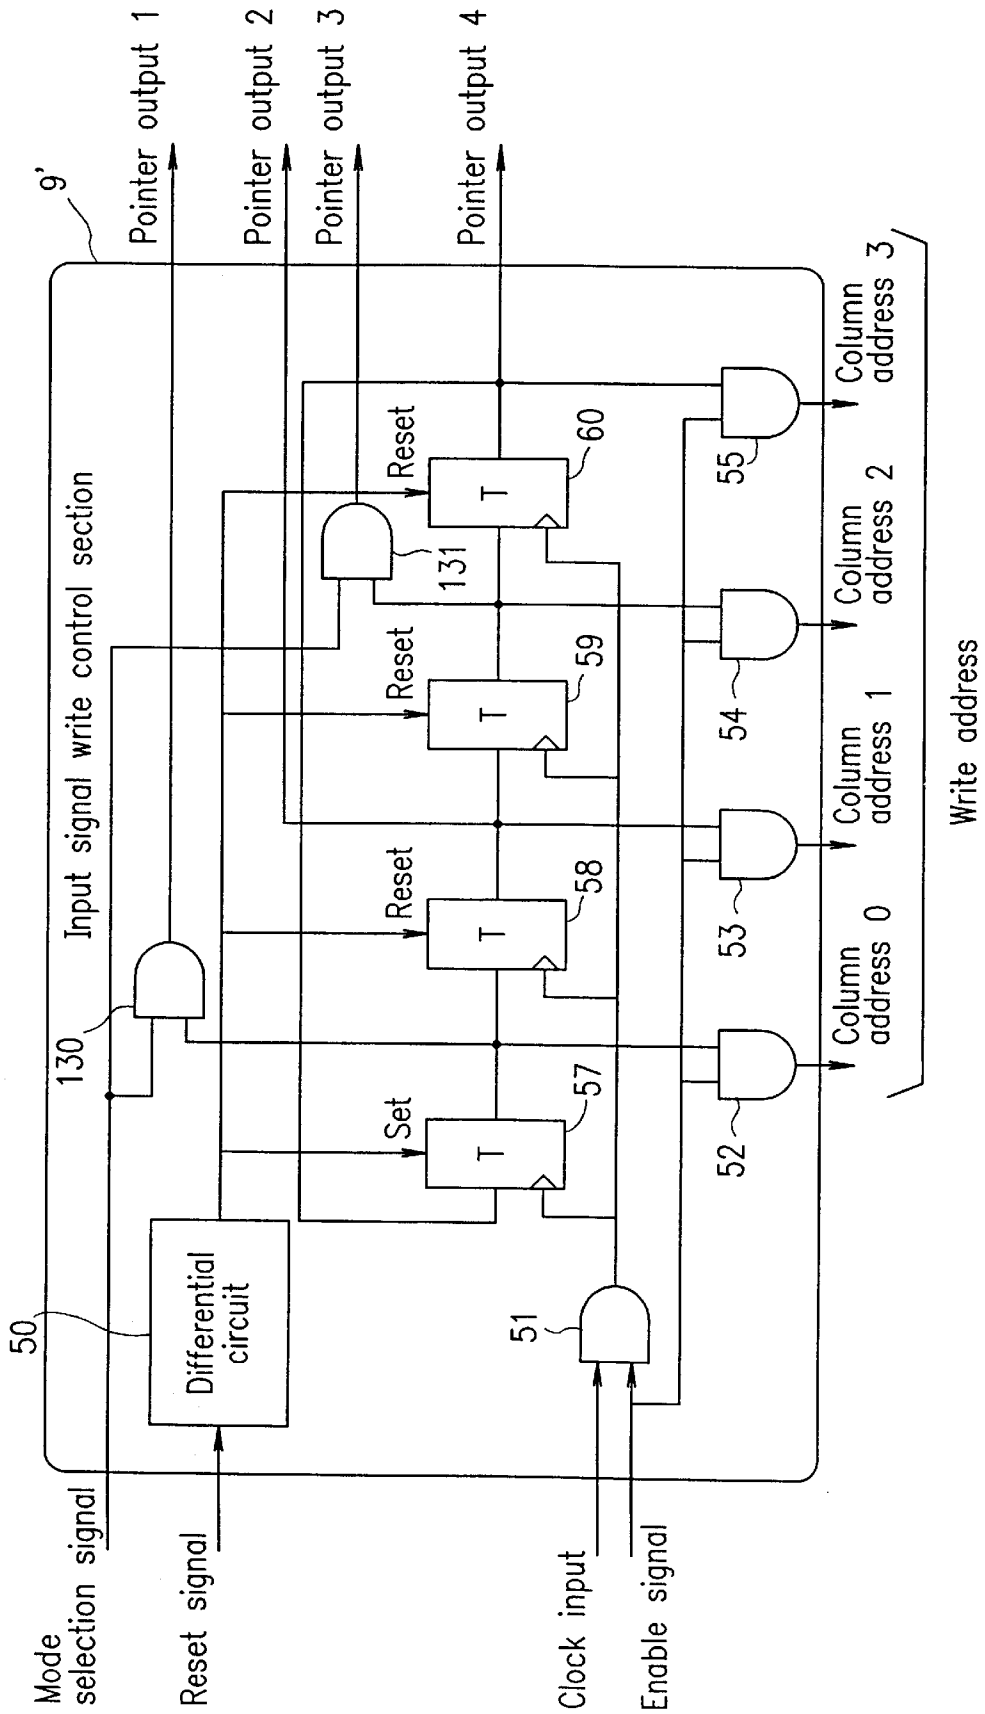 Input signal write control section
9'
Mode
selection signal
Reset signal
Clock input
Enable signal
50
Differential
circuit
130
131
51
Set
T
57
Reset
T
58
Reset
T
59
Reset
T
60
52
53
54
55
Pointer output 1
Pointer output 2
Pointer output 3
Pointer output 4
Column
address 0
Column
address 1
Column
address 2
Column
address 3
Write address